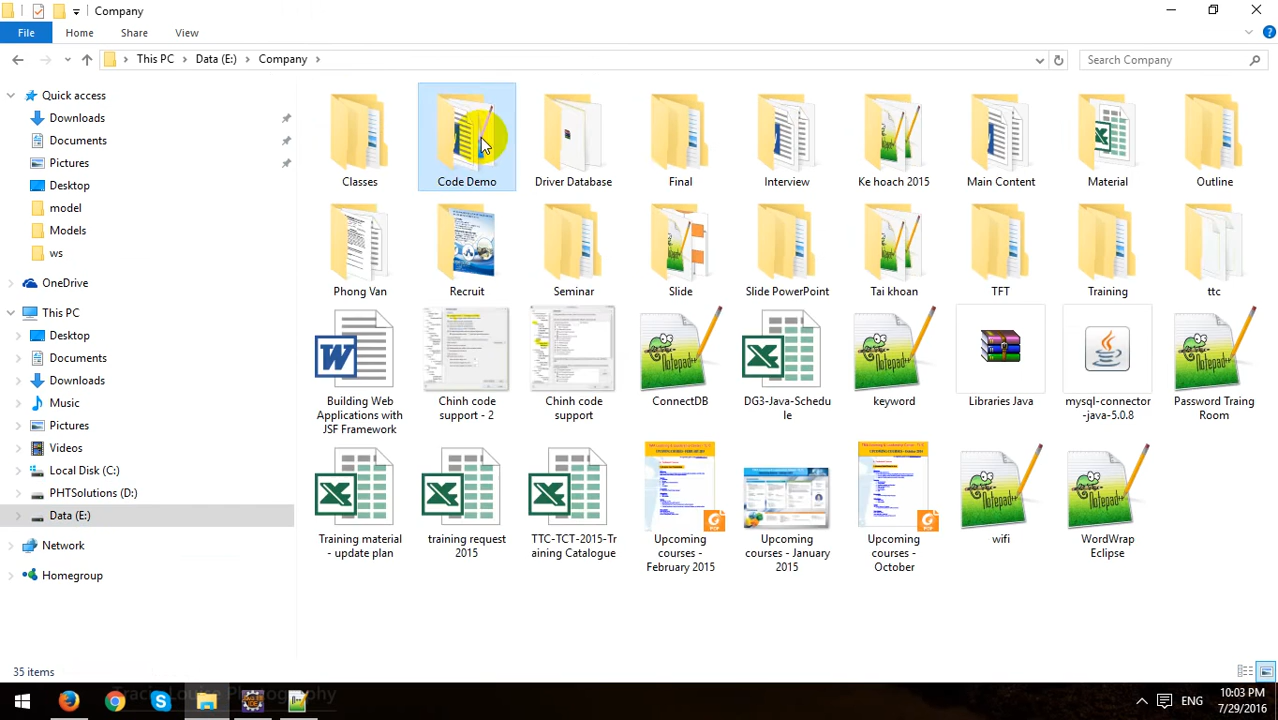 Company
File
Home
Share
View
This PC
Data (E:)
Company
Search Company
Quick access
Downloads
Documents
Pictures
Desktop
model
Models
ws
OneDrive
This PC
Desktop
Documents
Downloads
Music
Pictures
Videos
Local Disk (C:)
PHTSolutions (D:)
Data (E:)
Network
Homegroup
Classes
Code Demo
Driver Database
Final
Interview
Ke hoach 2015
Main Content
Material
Outline
Phong Van
Recruit
Seminar
Slide
Slide PowerPoint
Tai khoan
TFT
Training
ttc
Building Web
Applications with
JSF Framework
Chinh code
support - 2
Chinh code
support
ConnectDB
DG3-Java-Schedu
le
keyword
Libraries Java
mysql-connector
-java-5.0.8
Password Traing
Room
Training material
- update plan
training request
2015
TTC-TCT-2015-Tr
aining Catalogue
Upcoming
courses -
February 2015
Upcoming
courses - January
2015
Upcoming
courses -
October
wifi
WordWrap
Eclipse
35 items
ENG
10:03 PM
7/29/2016